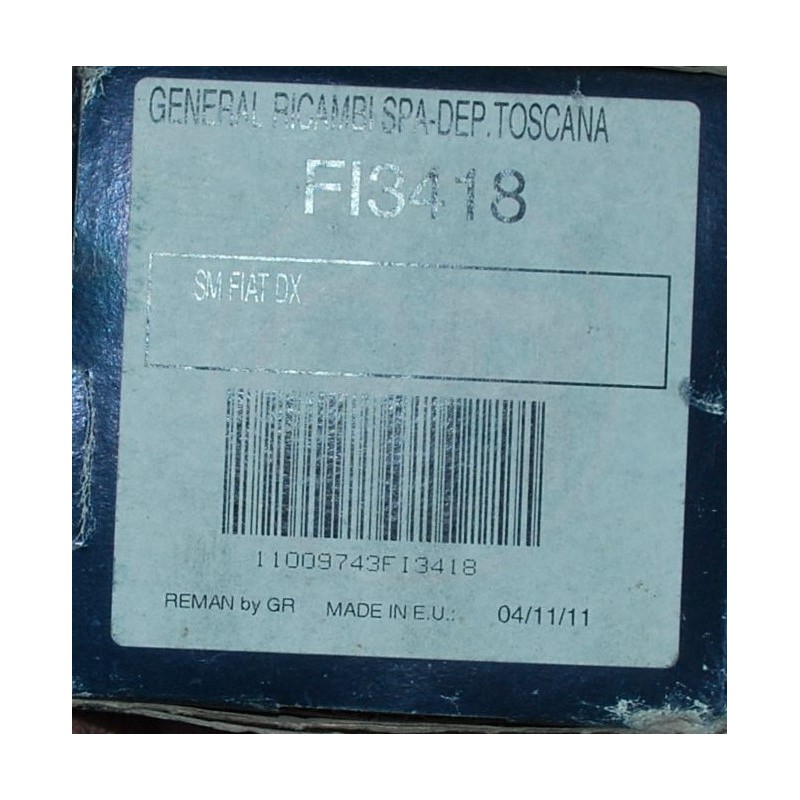 GENERAL RICAMBI SPA-DEP.TOSCANA
FI3418
SM FIAT DX
11009743FI3418
REMAN by GR MADE IN E.U.: 04/11/11